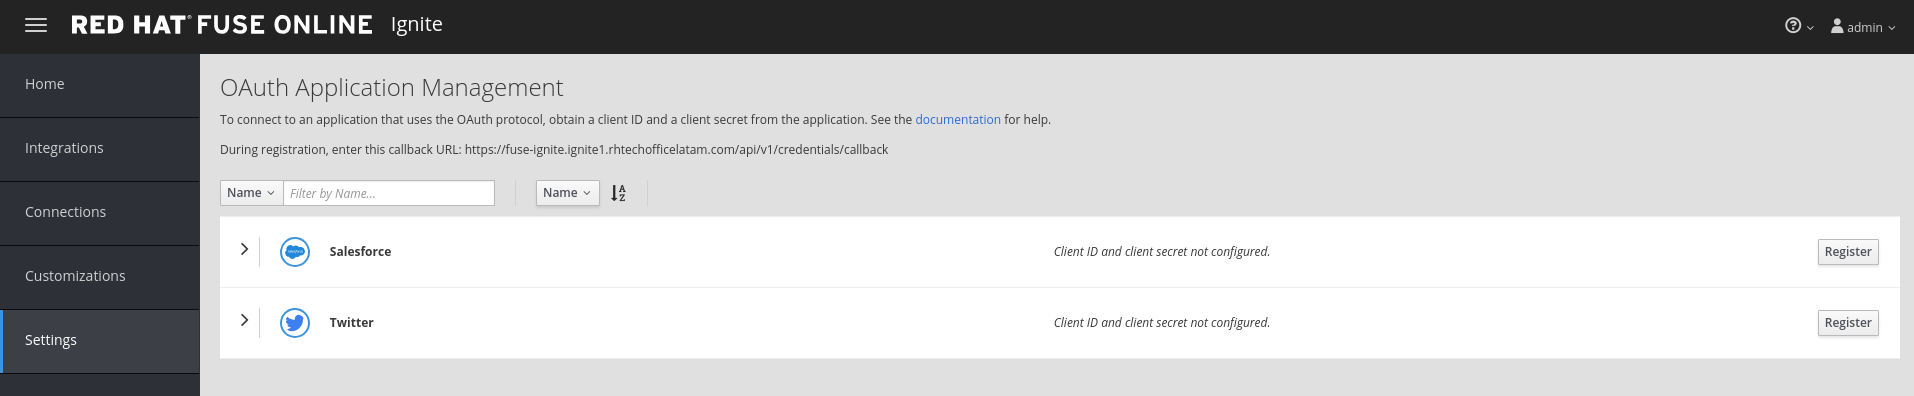 RED HAT® FUSE ONLINE Ignite
admin
Home
Integrations
Connections
Customizations
Settings
OAuth Application Management
To connect to an application that uses the OAuth protocol, obtain a client ID and a client secret from the application. See the documentation for help.
During registration, enter this callback URL: https://fuse-ignite.ignite1.rhtechofficelatam.com/api/v1/credentials/callback
Name Filter by Name... Name A Z
Salesforce Client ID and client secret not configured. Register
Twitter Client ID and client secret not configured. Register